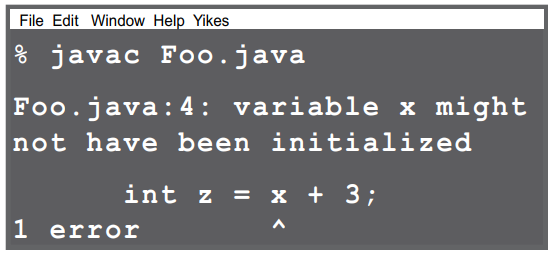 File Edit Window Help Yikes
% javac Foo.java
Foo.java:4: variable x might
not have been initialized
int z = x + 3;
1 error ^